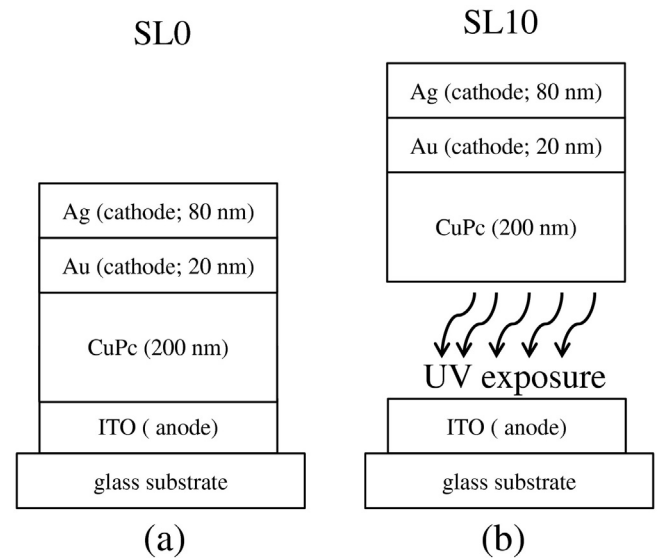 SL0
Ag (cathode; 80 nm)
Au (cathode; 20 nm)
CuPc (200 nm)
ITO ( anode)
glass substrate
(a)
SL10
Ag (cathode; 80 nm)
Au (cathode; 20 nm)
CuPc (200 nm)
UV exposure
ITO ( anode)
glass substrate
(b)